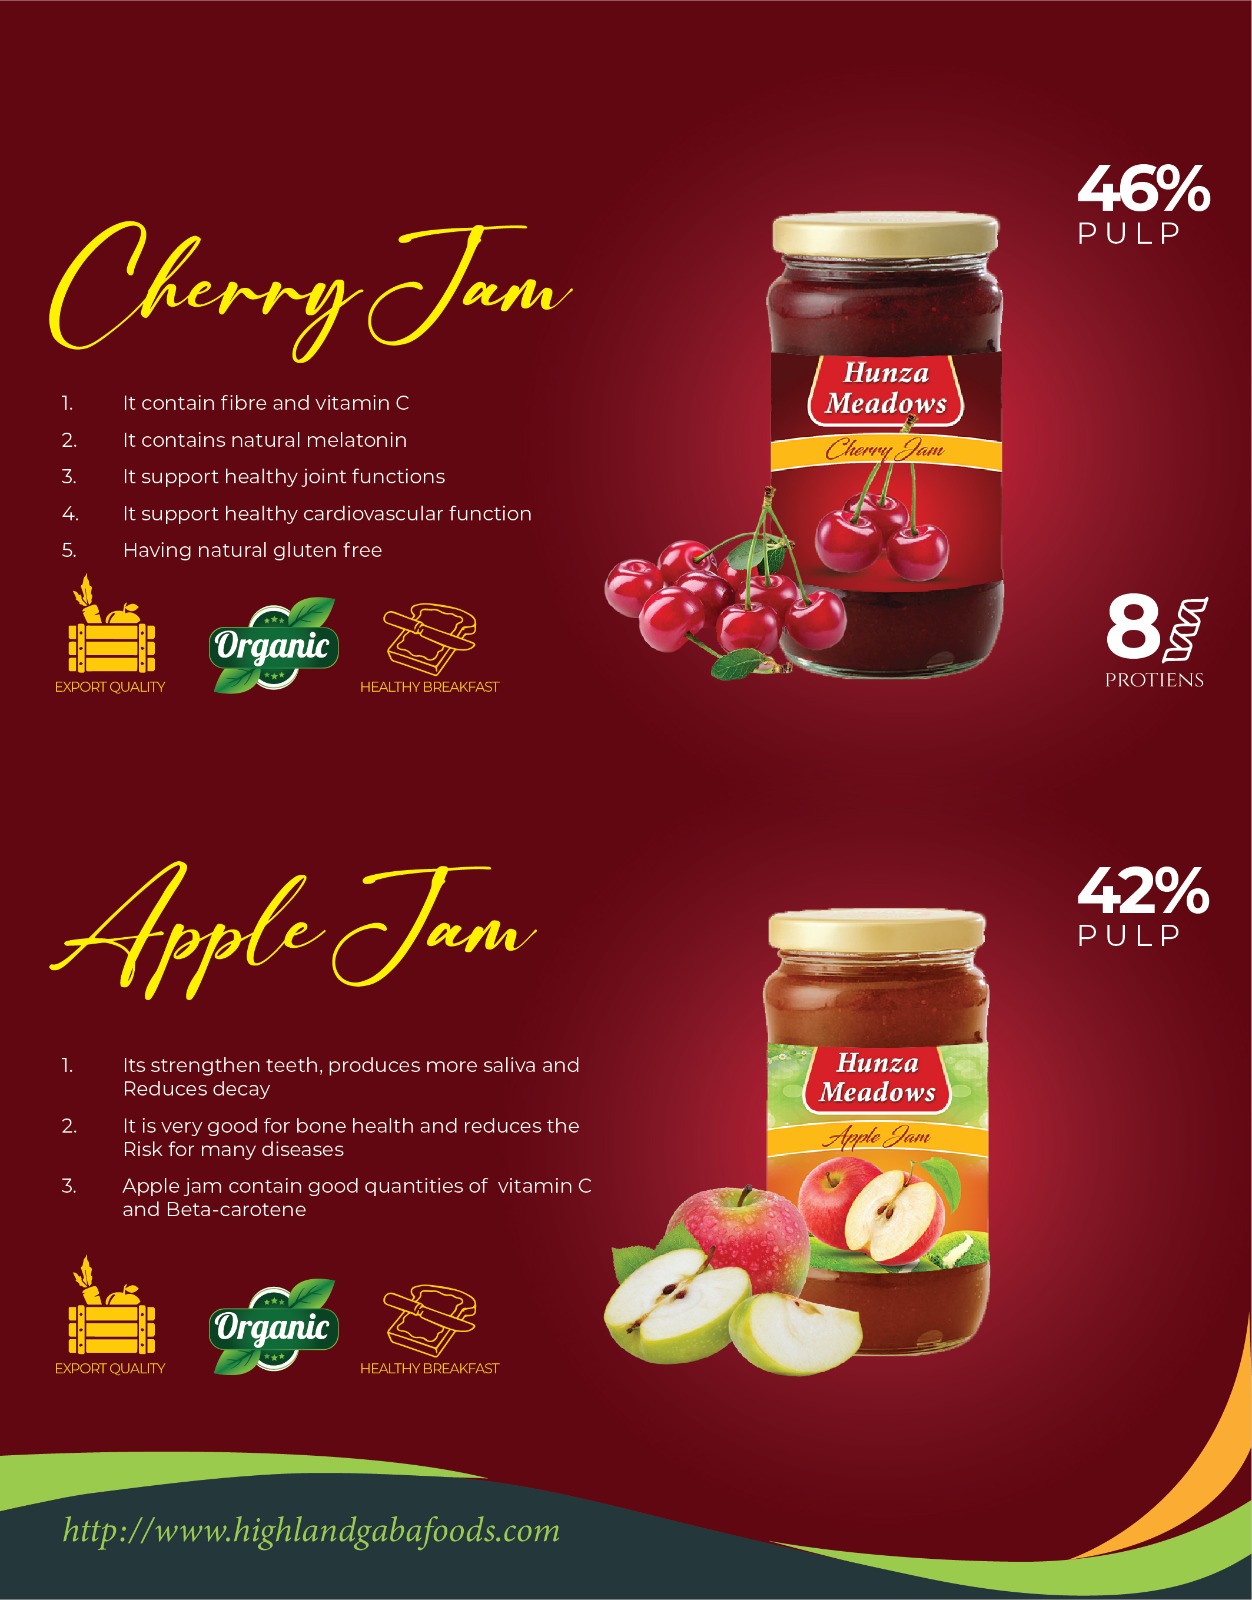 46%
PULP
Cherry Jam
Hunza
Meadows
Cherry Jam
1. It contain fibre and vitamin C
2. It contains natural melatonin
3. It support healthy joint functions
4. It support healthy cardiovascular function
5. Having natural gluten free
EXPORT QUALITY
Organic
HEALTHY BREAKFAST
8
PROTIENS
Apple Jam
42%
PULP
Hunza
Meadows
Apple Jam
1. Its strengthen teeth, produces more saliva and
Reduces decay
2. It is very good for bone health and reduces the
Risk for many diseases
3. Apple jam contain good quantities of vitamin C
and Beta-carotene
EXPORT QUALITY
Organic
HEALTHY BREAKFAST
http://www.highlandgabafoods.com